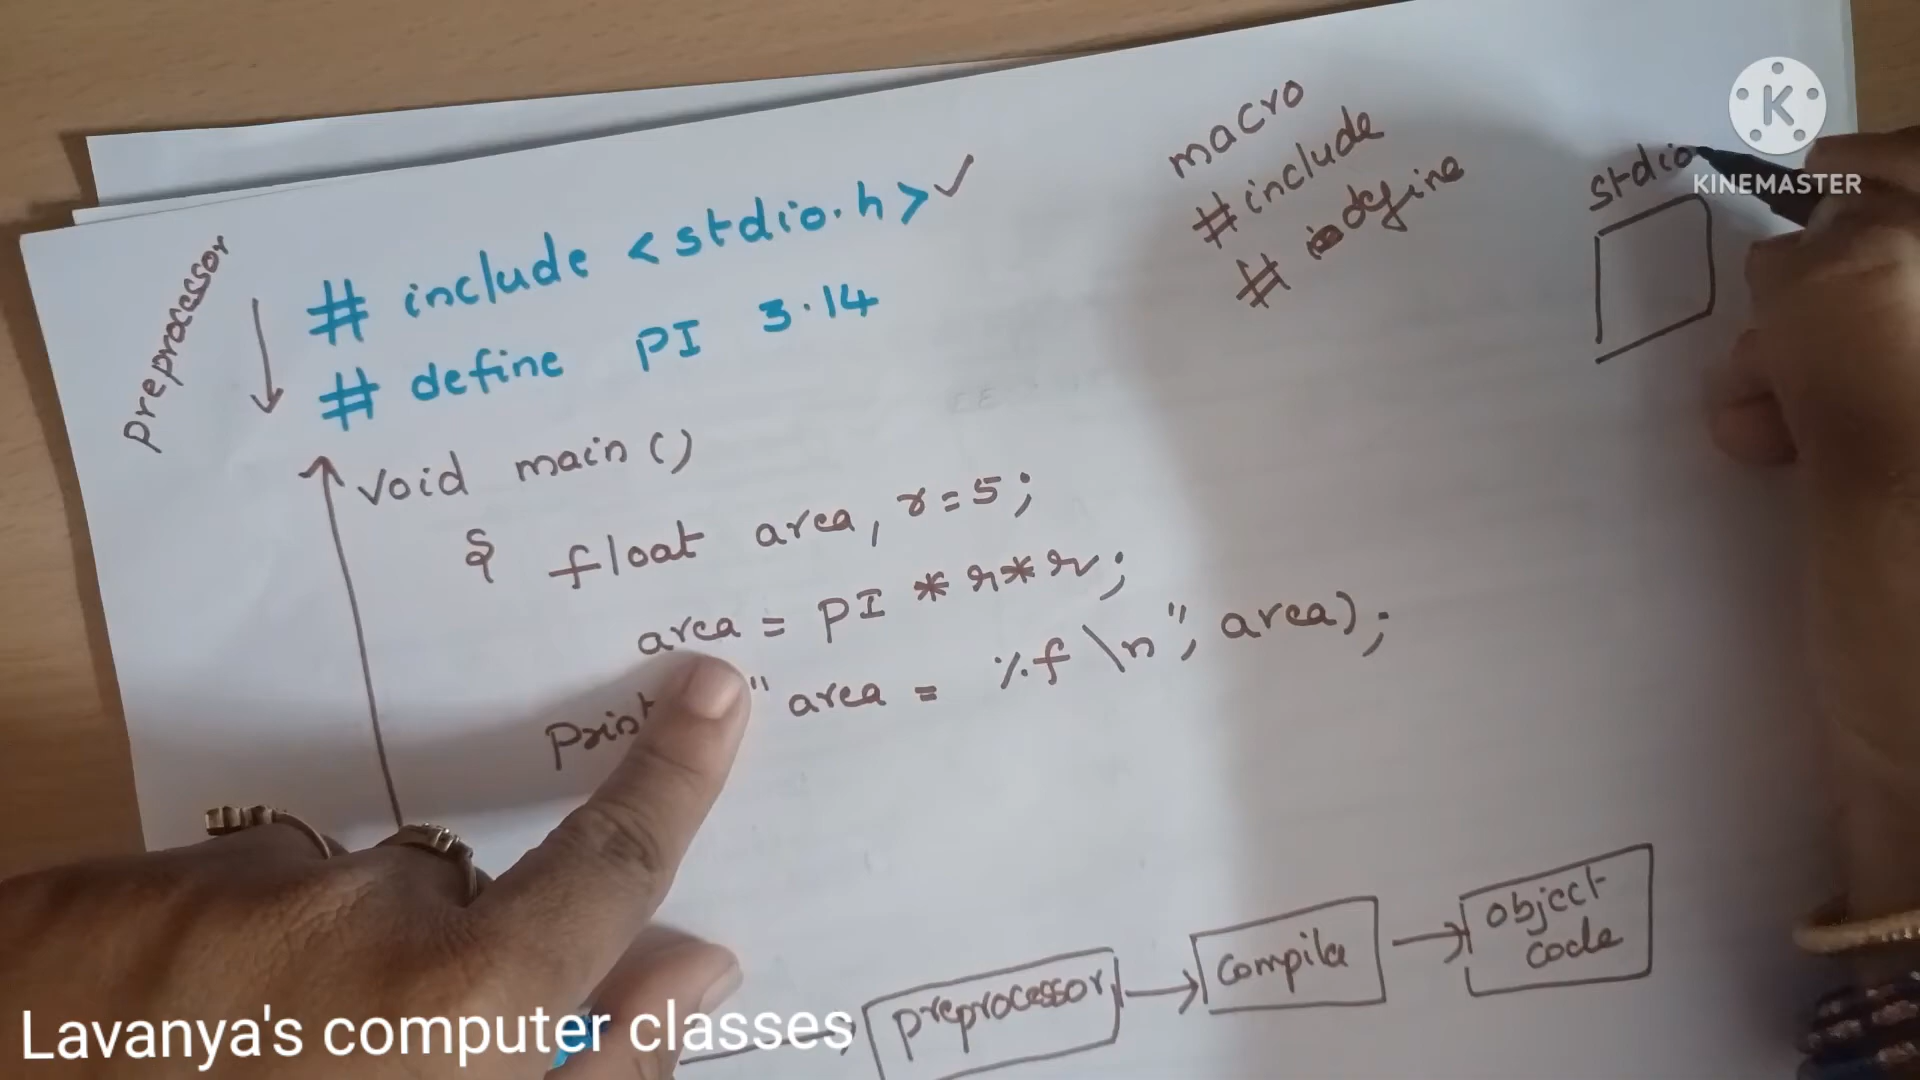 Preprocessor
# include <stdio.h> ✓
# define PI 3.14
void main ()
{ float area, r=5;
area = PI * r*r;
" area = %f \n", area);
macro
#include
# define
stdio
K
KINEMASTER
preprocessor
compile
object
code
Lavanya's computer classes